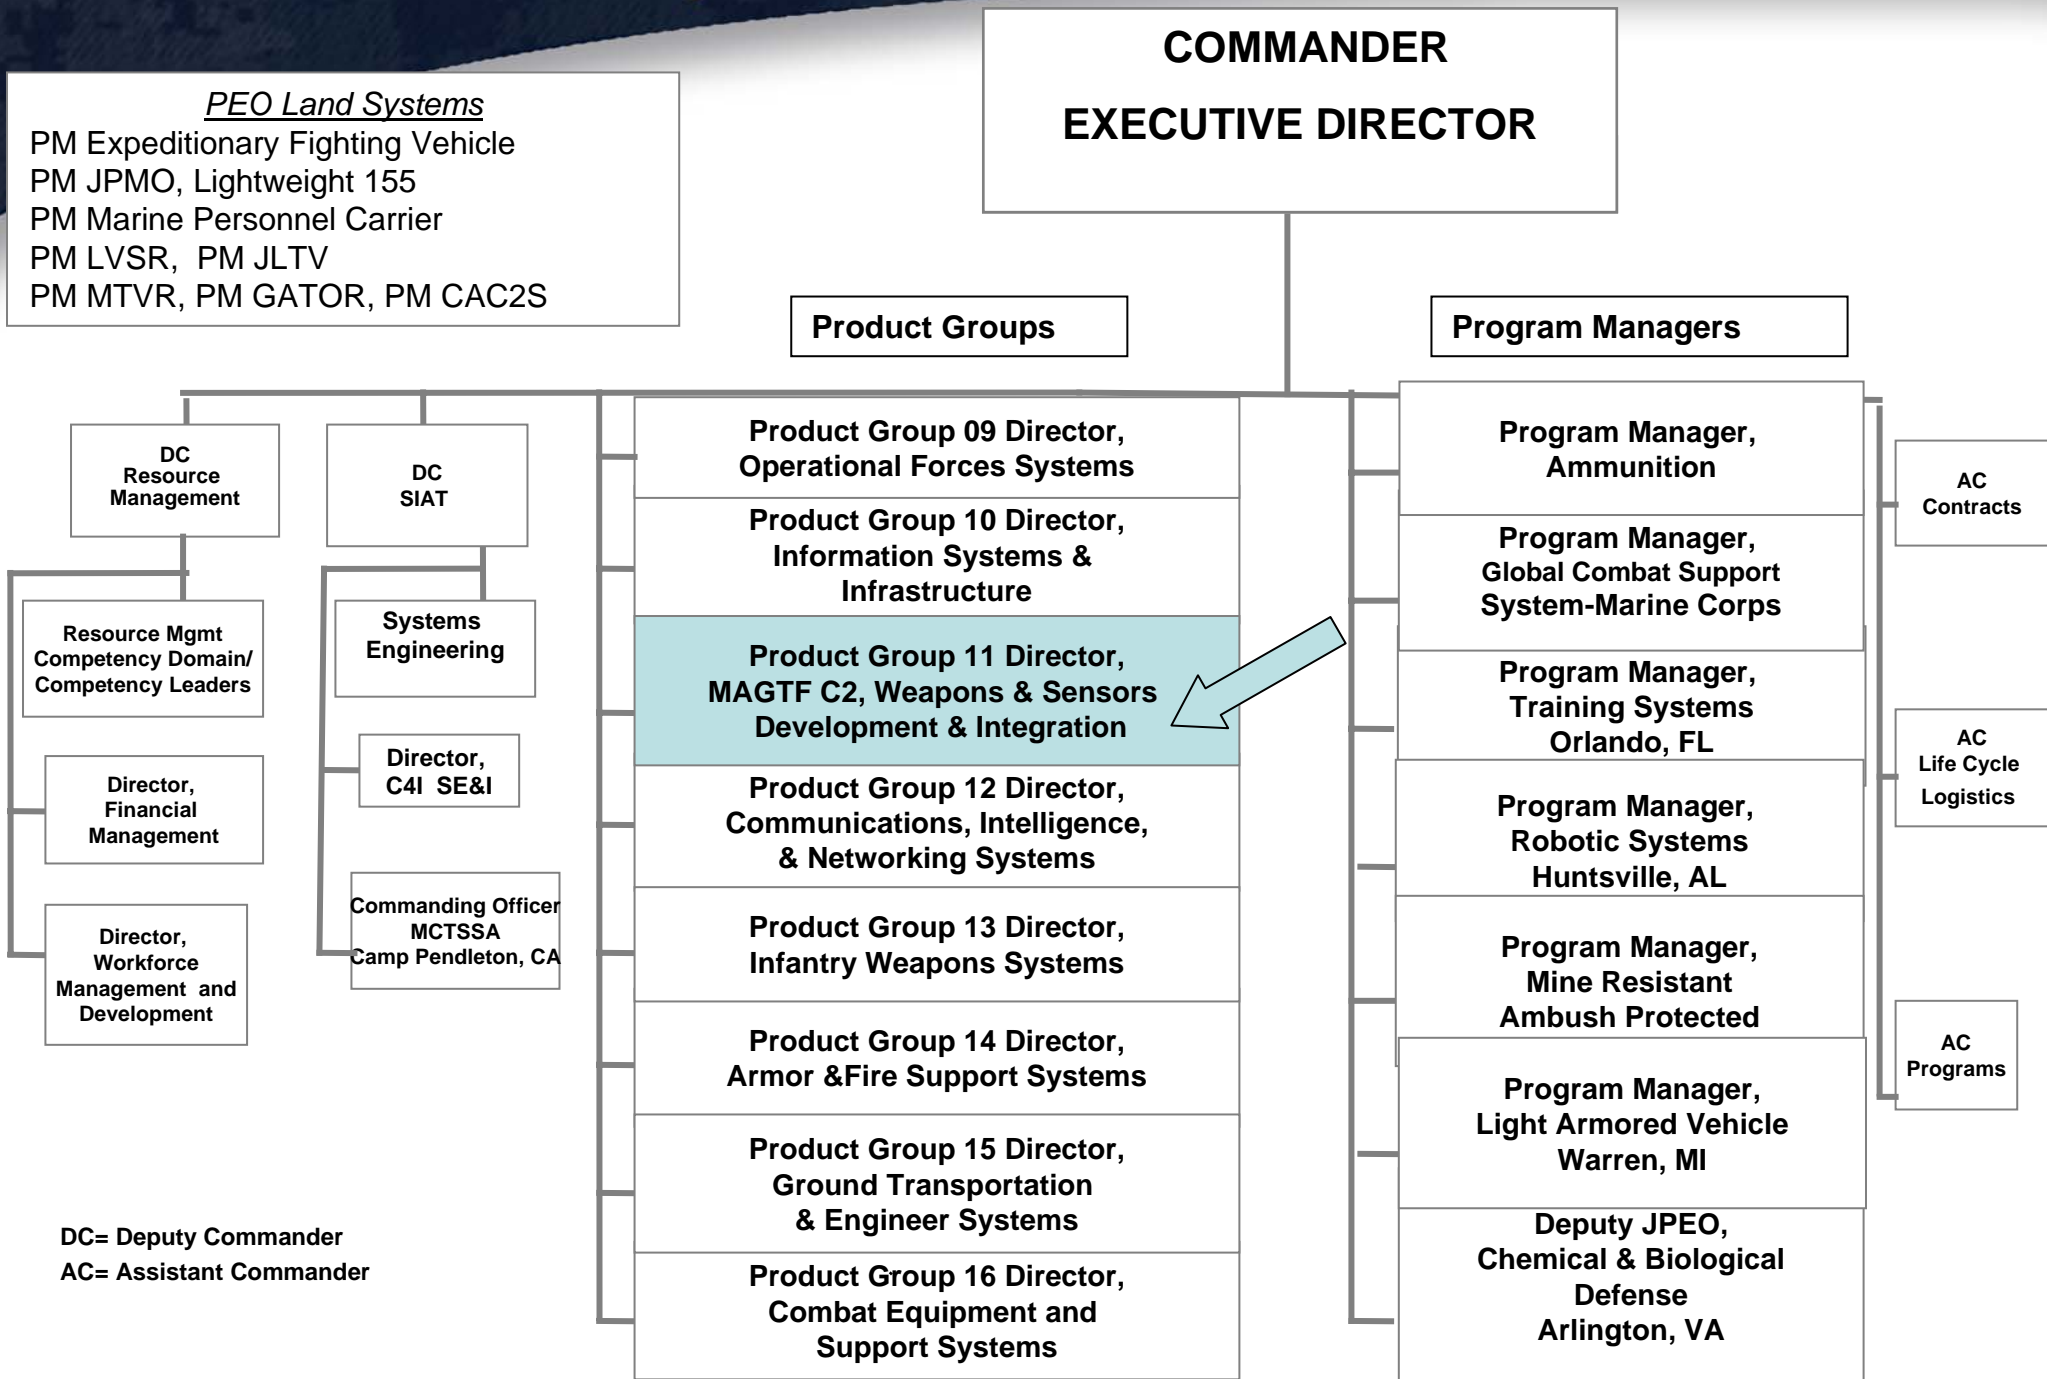 COMMANDER
EXECUTIVE DIRECTOR
PEO Land Systems
PM Expeditionary Fighting Vehicle
PM JPMO, Lightweight 155
PM Marine Personnel Carrier
PM LVSR, PM JLTV
PM MTVR, PM GATOR, PM CAC2S
Product Groups
Program Managers
DC
Resource
Management
Resource Mgmt
Competency Domain/
Competency Leaders
Director,
Financial
Management
Director,
Workforce
Management and
Development
DC
SIAT
Systems
Engineering
Director,
C4I SE&I
Commanding Officer
MCTSSA
Camp Pendleton, CA
Product Group 09 Director,
Operational Forces Systems
Product Group 10 Director,
Information Systems &
Infrastructure
Product Group 11 Director,
MAGTF C2, Weapons & Sensors
Development & Integration
Product Group 12 Director,
Communications, Intelligence,
& Networking Systems
Product Group 13 Director,
Infantry Weapons Systems
Product Group 14 Director,
Armor &Fire Support Systems
Product Group 15 Director,
Ground Transportation
& Engineer Systems
Product Group 16 Director,
Combat Equipment and
Support Systems
Program Manager,
Ammunition
Program Manager,
Global Combat Support
System-Marine Corps
Program Manager,
Training Systems
Orlando, FL
Program Manager,
Robotic Systems
Huntsville, AL
Program Manager,
Mine Resistant
Ambush Protected
Program Manager,
Light Armored Vehicle
Warren, MI
Deputy JPEO,
Chemical & Biological
Defense
Arlington, VA
AC
Contracts
AC
Life Cycle
Logistics
AC
Programs
DC= Deputy Commander
AC= Assistant Commander